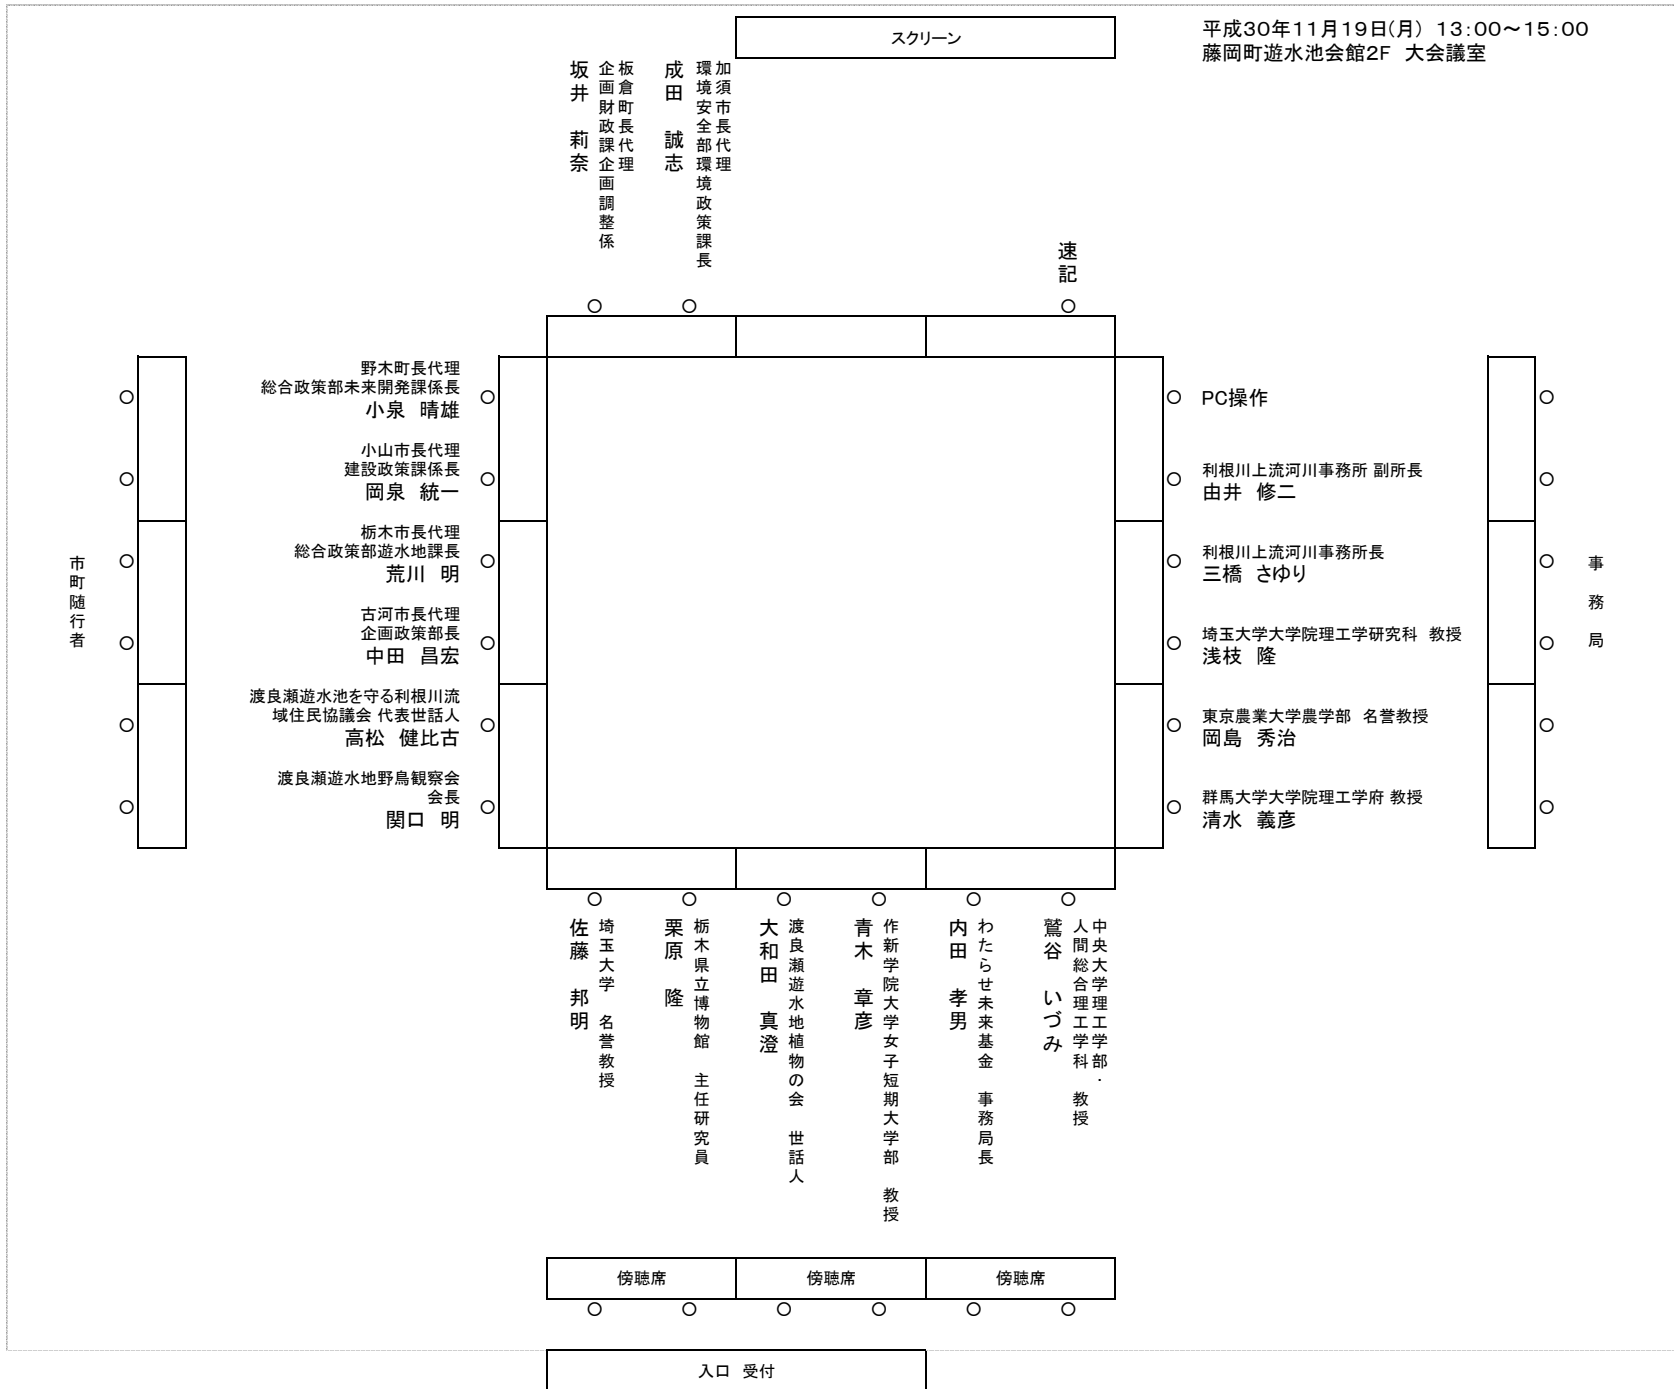 スクリーン
平成30年11月19日(月) 13:00～15:00
藤岡町遊水池会館2F 大会議室
加須市長代理
環境安全部環境政策課長
成田 誠志
板倉町長代理
企画財政課企画調整係
坂井 莉奈
速記
野木町長代理
総合政策部未来開発課係長
小泉 晴雄
小山市長代理
建設政策課係長
岡泉 統一
栃木市長代理
総合政策部遊水地課長
荒川 明
古河市長代理
企画政策部長
中田 昌宏
渡良瀬遊水池を守る利根川流
域住民協議会 代表世話人
高松 健比古
渡良瀬遊水地野鳥観察会
会長
関口 明
市町随行者
PC操作
利根川上流河川事務所 副所長
由井 修二
利根川上流河川事務所長
三橋 さゆり
埼玉大学大学院理工学研究科 教授
浅枝 隆
東京農業大学農学部 名誉教授
岡島 秀治
群馬大学大学院理工学府 教授
清水 義彦
事務局
中央大学理工学部・
人間総合理工学科 教授
鷲谷 いづみ
わたらせ未来基金 事務局長
内田 孝男
作新学院大学女子短期大学部 教授
青木 章彦
渡良瀬遊水地植物の会 世話人
大和田 真澄
栃木県立博物館 主任研究員
栗原 隆
埼玉大学 名誉教授
佐藤 邦明
傍聴席
傍聴席
傍聴席
入口 受付